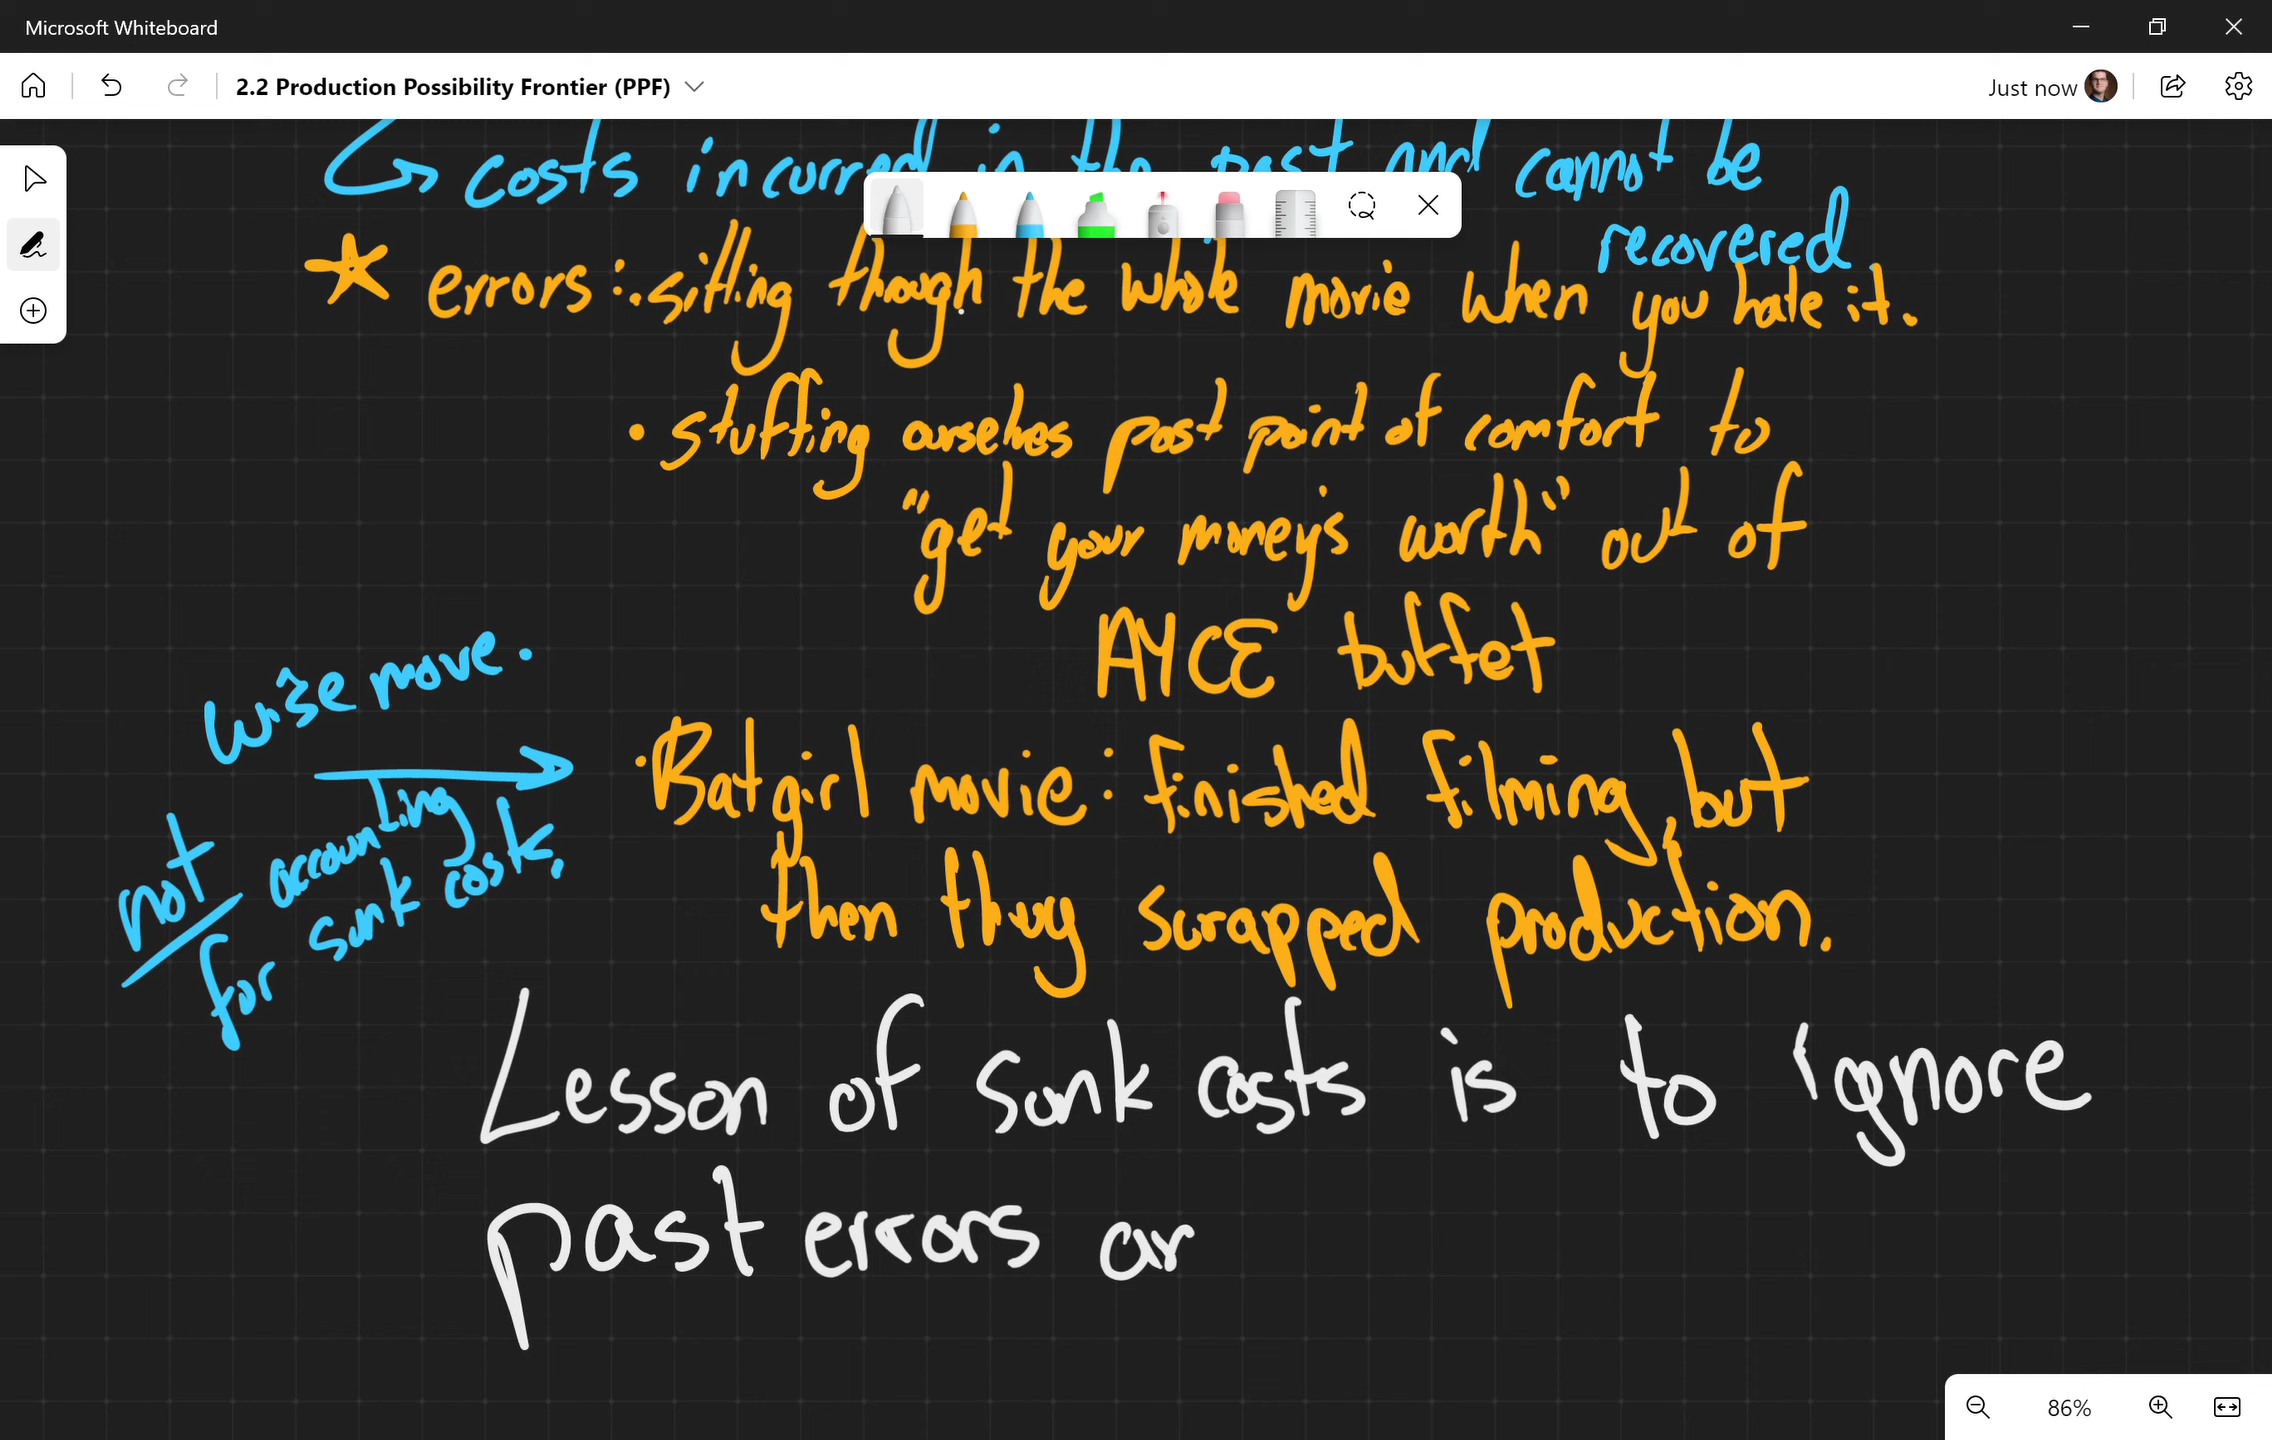 Microsoft Whiteboard
2.2 Production Possibility Frontier (PPF)
Just now
costs incurred in the past and cannot be
recovered
errors: sitting though the whole movie when you hate it.
• stuffing ourselves past point of comfort to
"get your money's worth" out of
AYCE buffet
wise move.
• Batgirl movie: finished filming, but
then they scrapped production.
not accounting
for sunk costs.
Lesson of sunk costs is to ignore
past errors ar
86%